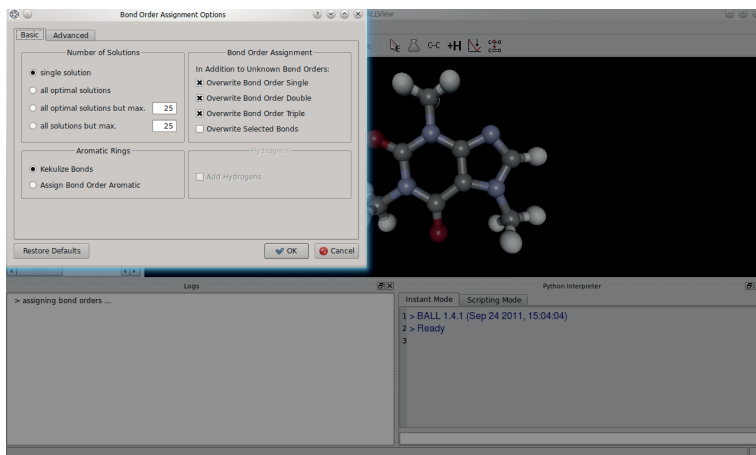 Bond Order Assignment Options
BALLView
Basic
Advanced
Number of Solutions
single solution
all optimal solutions
all optimal solutions but max. 25
all solutions but max. 25
Bond Order Assignment
In Addition to Unknown Bond Orders:
Overwrite Bond Order Single
Overwrite Bond Order Double
Overwrite Bond Order Triple
Overwrite Selected Bonds
Aromatic Rings
Kekulize Bonds
Assign Bond Order Aromatic
Hydrogens
Add Hydrogens
Restore Defaults
OK
Cancel
E C-C +H
Logs
> assigning bond orders ...
Python Interpreter
Instant Mode
Scripting Mode
1 > BALL 1.4.1 (Sep 24 2011, 15:04:04)
2 > Ready
3